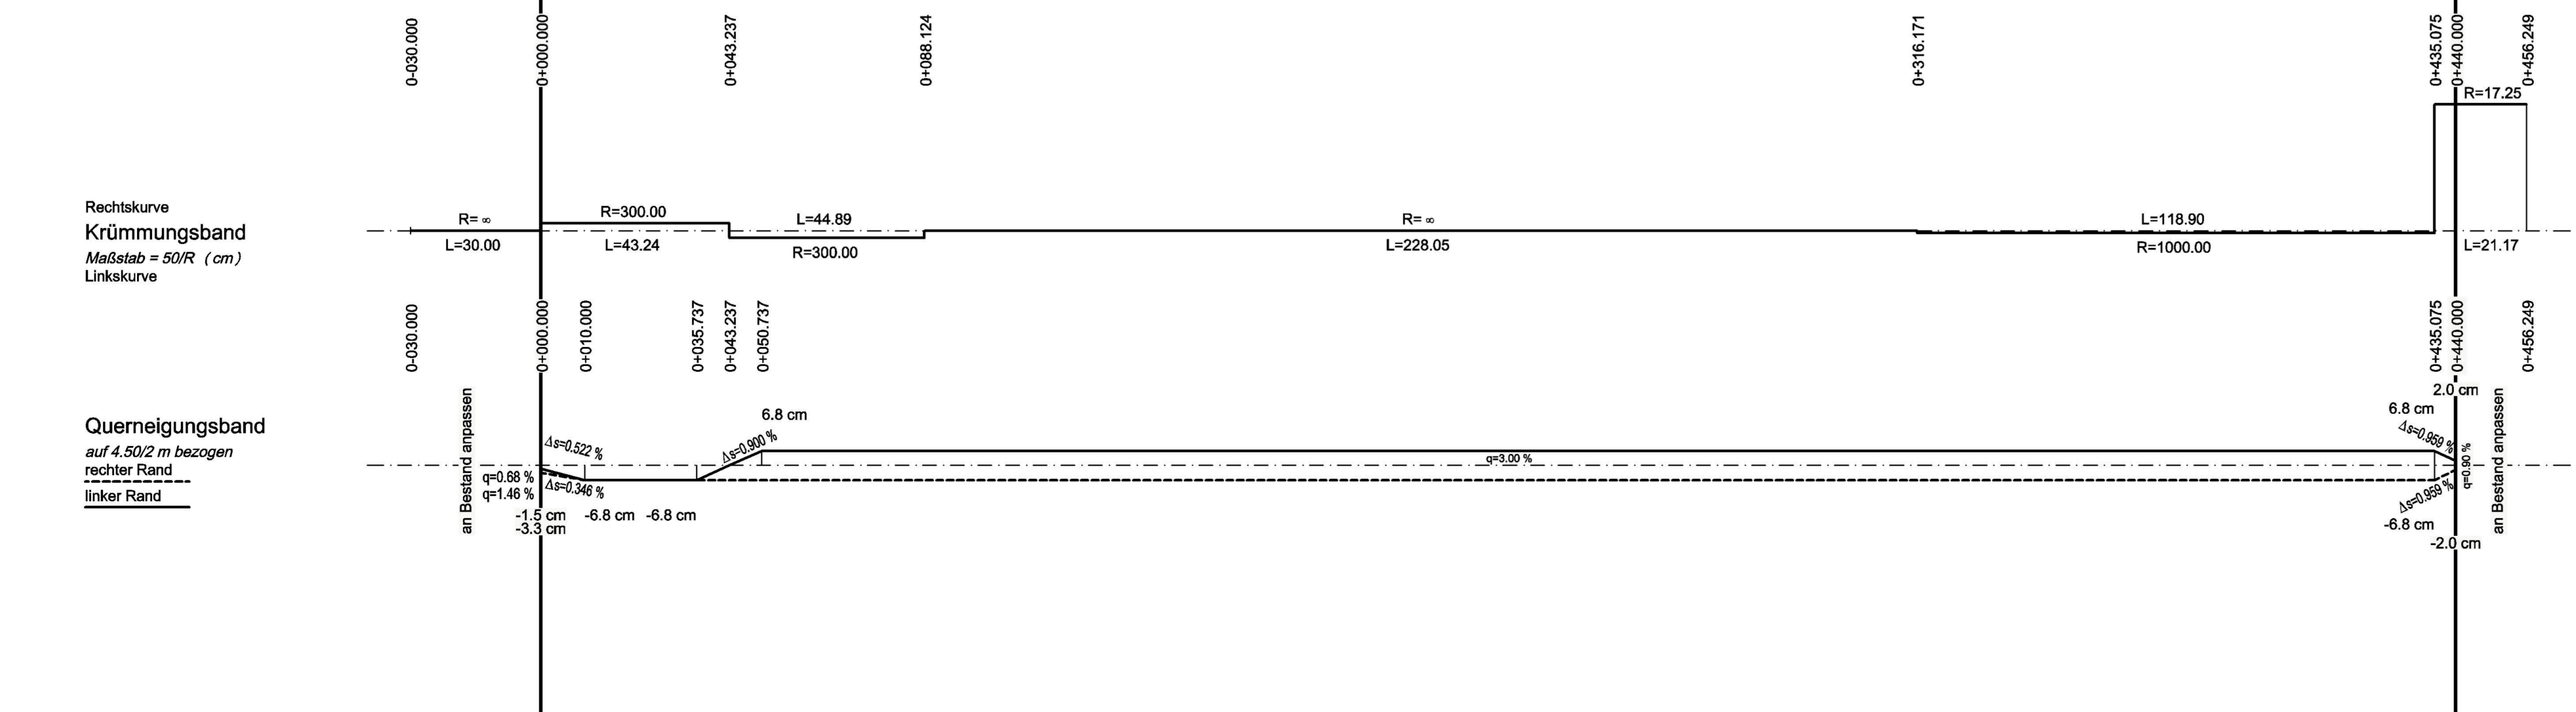 0-030.000
0+000.000
0+043.237
0+088.124
0+316.171
0+435.075
0+440.000
0+456.249
R=17.25
Rechtskurve
Krümmungsband
Maßstab = 50/R ( cm )
Linkskurve
R= ∞
L=30.00
R=300.00
L=43.24
L=44.89
R=300.00
R= ∞
L=228.05
L=118.90
R=1000.00
L=21.17
0-030.000
0+000.000
0+010.000
0+035.737
0+043.237
0+050.737
0+435.075
0+440.000
0+456.249
Querneigungsband
auf 4.50/2 m bezogen
rechter Rand
linker Rand
an Bestand anpassen
q=0.68 %
q=1.46 %
Δs=0.522 %
Δs=0.346 %
-1.5 cm
-3.3 cm
-6.8 cm
-6.8 cm
Δs=0.900 %
6.8 cm
q=3.00 %
2.0 cm
6.8 cm
Δs=0.959 %
Δs=0.959 %
q=0.90 %
-6.8 cm
-2.0 cm
an Bestand anpassen